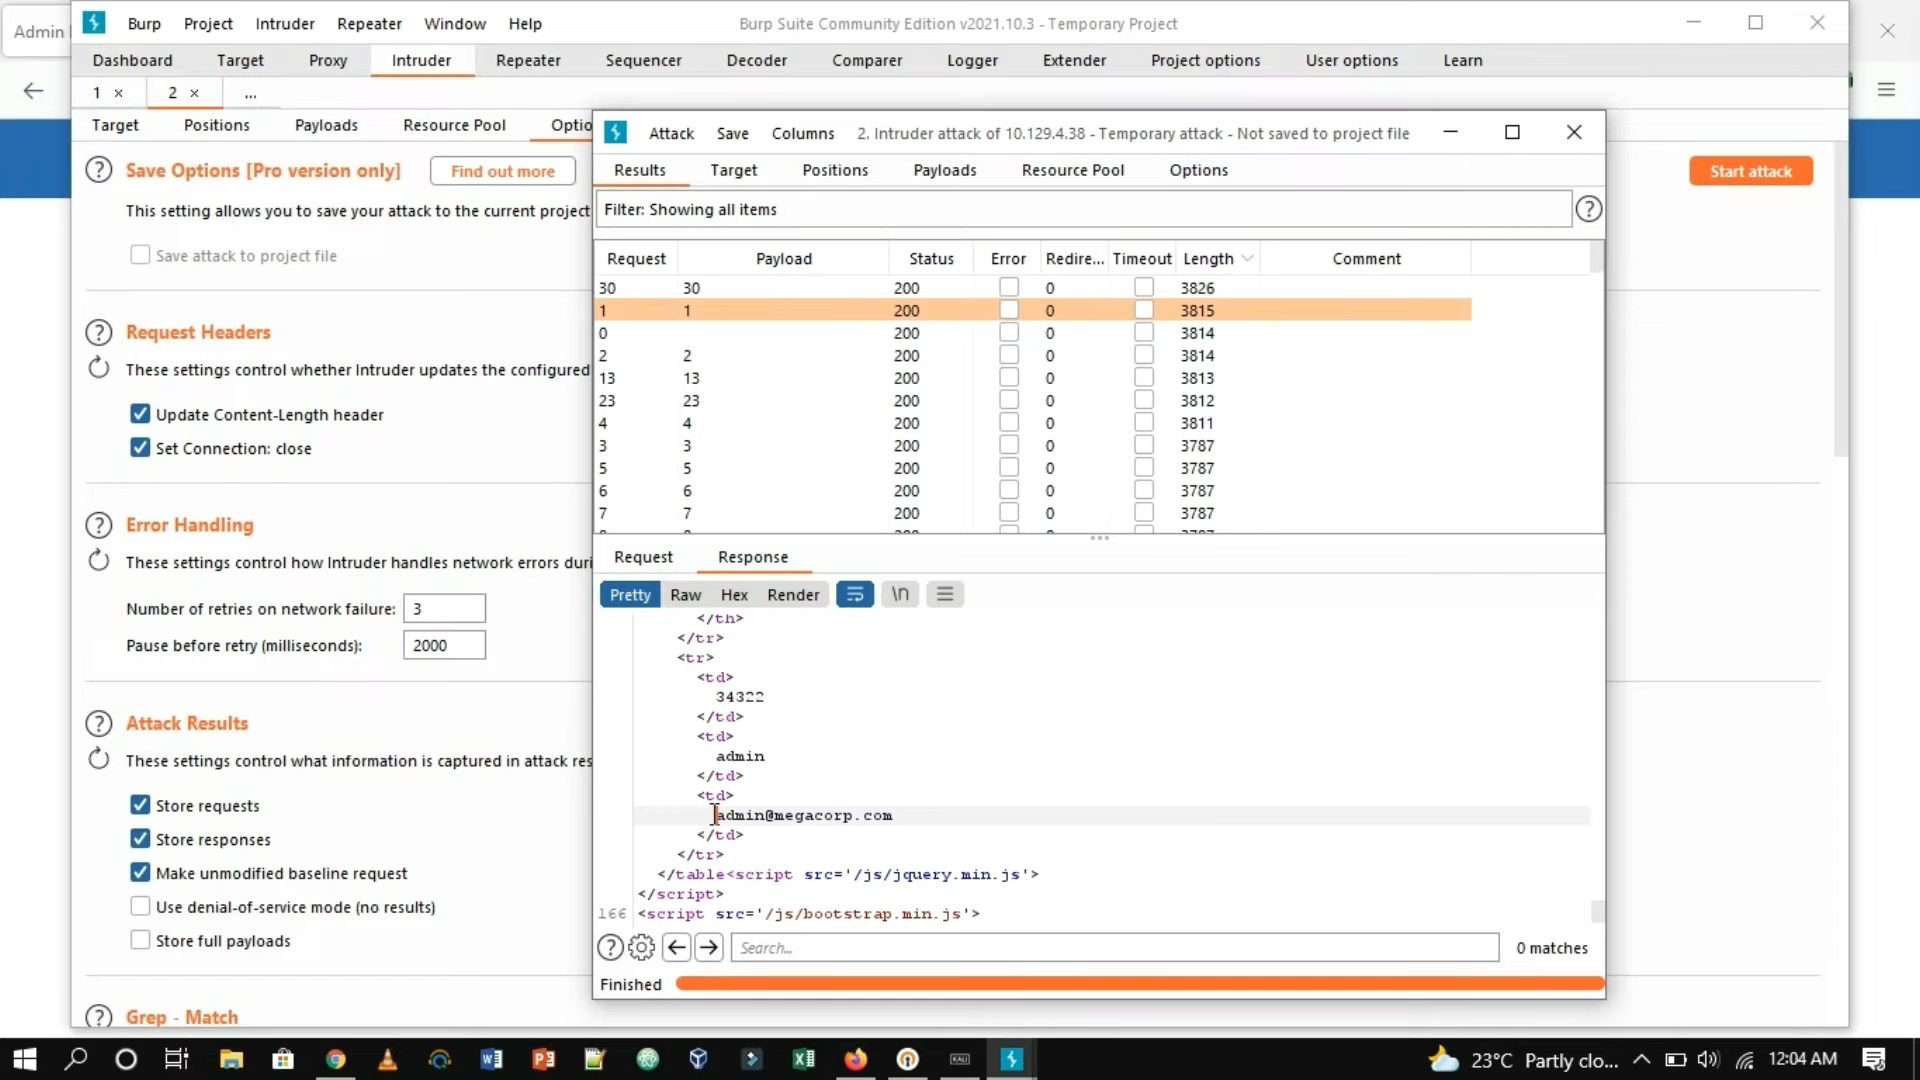 Admin
Burp Project Intruder Repeater Window Help Burp Suite Community Edition v2021.10.3 - Temporary Project
Dashboard Target Proxy Intruder Repeater Sequencer Decoder Comparer Logger Extender Project options User options Learn
1 × 2 × ...
Target Positions Payloads Resource Pool Optio
Save Options [Pro version only] Find out more
This setting allows you to save your attack to the current project
Save attack to project file
Request Headers
These settings control whether Intruder updates the configured
Update Content-Length header
Set Connection: close
Error Handling
These settings control how Intruder handles network errors duri
Number of retries on network failure: 3
Pause before retry (milliseconds): 2000
Attack Results
These settings control what information is captured in attack res
Store requests
Store responses
Make unmodified baseline request
Use denial-of-service mode (no results)
Store full payloads
Grep - Match
Start attack
Attack Save Columns 2. Intruder attack of 10.129.4.38 - Temporary attack - Not saved to project file
Results Target Positions Payloads Resource Pool Options
Filter: Showing all items
Request Payload Status Error Redire... Timeout Length Comment
30 30 200 0 3826
1 1 200 0 3815
0 200 0 3814
2 2 200 0 3814
13 13 200 0 3813
23 23 200 0 3812
4 4 200 0 3811
3 3 200 0 3787
5 5 200 0 3787
6 6 200 0 3787
7 7 200 0 3787
Request Response
Pretty Raw Hex Render \n
</th>
</tr>
<tr>
<td>
34322
</td>
<td>
admin
</td>
<td>
admin@megacorp.com
</td>
</tr>
</table<script src='/js/jquery.min.js'>
</script>
166 <script src='/js/bootstrap.min.js'>
Search... 0 matches
Finished
23°C Partly clo... 12:04 AM